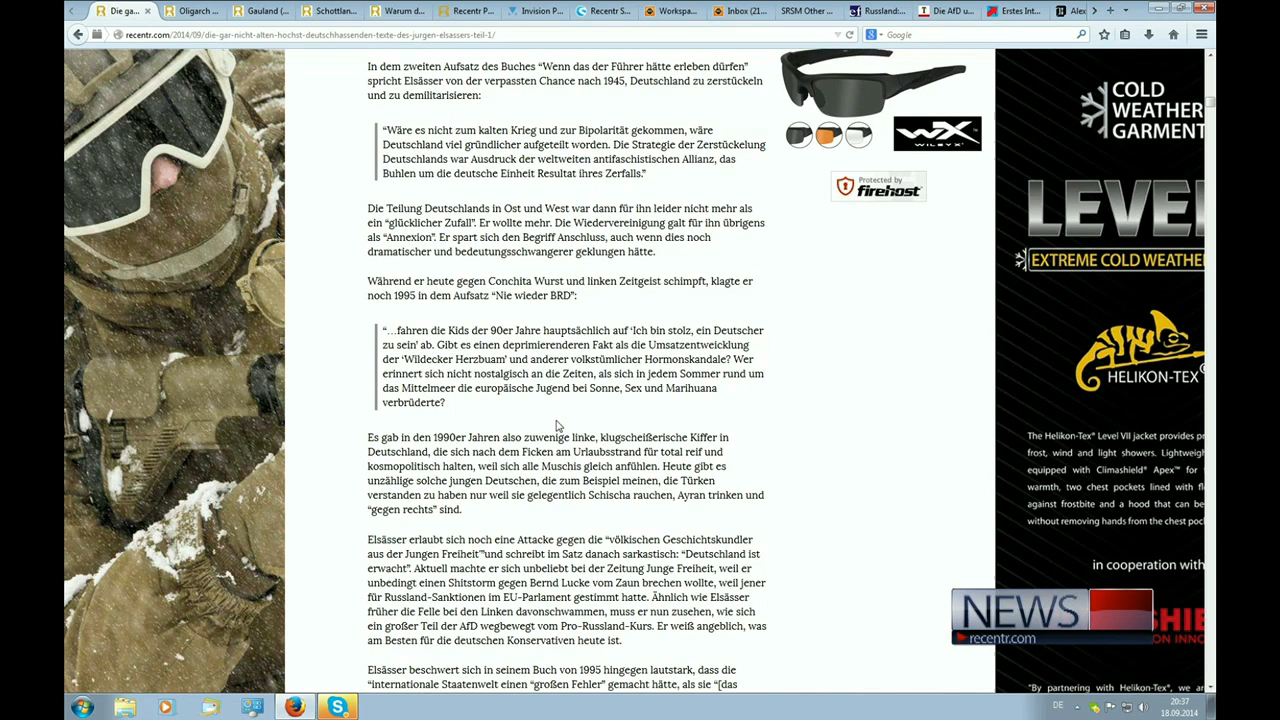 Die ga...
Oligarch ...
Gauland (...
Schottlan...
Warum d...
Recentr P...
Invision P...
Recentr S...
Workspa...
Inbox (21...
SRSM Other ...
Russland:...
Die AfD u...
Erstes Int...
Alex
recentr.com/2014/09/die-gar-nicht-alten-hochst-deutschhassenden-texte-des-jurgen-elsassers-teil-1/
Google
In dem zweiten Aufsatz des Buches “Wenn das der Führer hätte erleben dürfen”
spricht Elsässer von der verpassten Chance nach 1945, Deutschland zu zerstückeln
und zu demilitarisieren:
“Wäre es nicht zum kalten Krieg und zur Bipolarität gekommen, wäre
Deutschland viel gründlicher aufgeteilt worden. Die Strategie der Zerstückelung
Deutschlands war Ausdruck der weltweiten antifaschistischen Allianz, das
Buhlen um die deutsche Einheit Resultat ihres Zerfalls.”
Die Teilung Deutschlands in Ost und West war dann für ihn leider nicht mehr als
ein “glücklicher Zufall”. Er wollte mehr. Die Wiedervereinigung galt für ihn übrigens
als “Annexion”. Er spart sich den Begriff Anschluss, auch wenn dies noch
dramatischer und bedeutungsschwangerer geklungen hätte.
Während er heute gegen Conchita Wurst und linken Zeitgeist schimpft, klagte er
noch 1995 in dem Aufsatz “Nie wieder BRD”:
“…fahren die Kids der 90er Jahre hauptsächlich auf ‘Ich bin stolz, ein Deutscher
zu sein’ ab. Gibt es einen deprimierenderen Fakt als die Umsatzentwicklung
der ‘Wildecker Herzbuam’ und anderer volkstümlicher Hormonskandale? Wer
erinnert sich nicht nostalgisch an die Zeiten, als sich in jedem Sommer rund um
das Mittelmeer die europäische Jugend bei Sonne, Sex und Marihuana
verbrüderte?
Es gab in den 1990er Jahren also zuwenige linke, klugscheißerische Kiffer in
Deutschland, die sich nach dem Ficken am Urlaubsstrand für total reif und
kosmopolitisch halten, weil sich alle Muschis gleich anfühlen. Heute gibt es
unzählige solche jungen Deutschen, die zum Beispiel meinen, die Türken
verstanden zu haben nur weil sie gelegentlich Schischa rauchen, Ayran trinken und
“gegen rechts” sind.
Elsässer erlaubt sich noch eine Attacke gegen die “völkischen Geschichtskundler
aus der Jungen Freiheit”und schreibt im Satz danach sarkastisch: “Deutschland ist
erwacht”. Aktuell machte er sich unbeliebt bei der Zeitung Junge Freiheit, weil er
unbedingt einen Shitstorm gegen Bernd Lucke vom Zaun brechen wollte, weil jener
für Russland-Sanktionen im EU-Parlament gestimmt hatte. Ähnlich wie Elsässer
früher die Felle bei den Linken davonschwammen, muss er nun zusehen, wie sich
ein großer Teil der AfD wegbewegt vom Pro-Russland-Kurs. Er weiß angeblich, was
am Besten für die deutschen Konservativen heute ist.
Elsässer beschwert sich in seinem Buch von 1995 hingegen lautstark, dass die
“internationale Staatenwelt einen “großen Fehler” gemacht hätte, als sie “[das
WX
WILEY X
Protected by
firehost
COLD
WEATHER
GARMENT
LEVE
EXTREME COLD WEATHE
HELIKON-TEX
The Helikon-Tex® Level VII jacket provides pr
frost, wind and light showers. Lightweigh
equipped with Climashield® Apex™ for
warmth, two chest pockets lined with fl
against frostbite and a hood that can be
without removing hands from the chest poc
in cooperation with
NEWS
recentr.com
"By partnering with Helikon-Tex®, we a
DE
20:37
18.09.2014